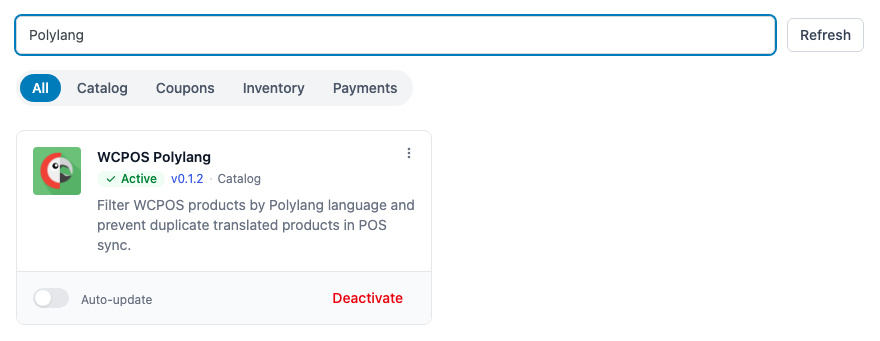 Polylang
Refresh
All
Catalog
Coupons
Inventory
Payments
WCPOS Polylang
Active v0.1.2 · Catalog
Filter WCPOS products by Polylang language and
prevent duplicate translated products in POS
sync.
Auto-update
Deactivate